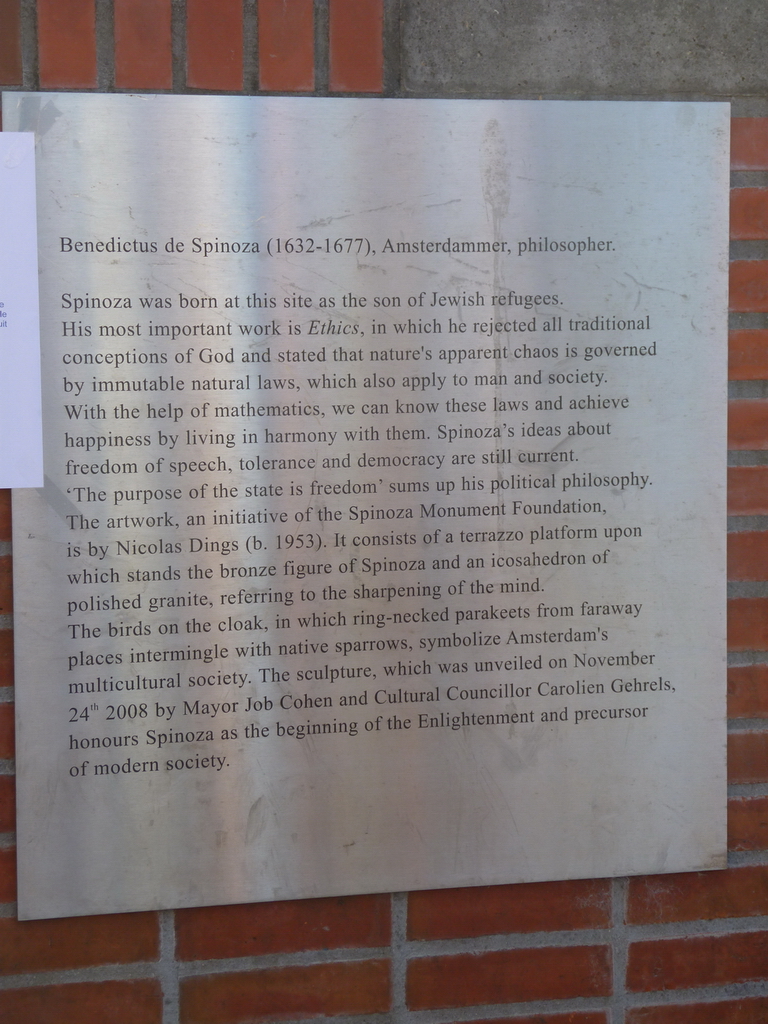 Benedictus de Spinoza (1632-1677), Amsterdammer, philosopher.
Spinoza was born at this site as the son of Jewish refugees.
His most important work is Ethics, in which he rejected all traditional
conceptions of God and stated that nature's apparent chaos is governed
by immutable natural laws, which also apply to man and society.
With the help of mathematics, we can know these laws and achieve
happiness by living in harmony with them. Spinoza's ideas about
freedom of speech, tolerance and democracy are still current.
‘The purpose of the state is freedom’ sums up his political philosophy.
The artwork, an initiative of the Spinoza Monument Foundation,
is by Nicolas Dings (b. 1953). It consists of a terrazzo platform upon
which stands the bronze figure of Spinoza and an icosahedron of
polished granite, referring to the sharpening of the mind.
The birds on the cloak, in which ring-necked parakeets from faraway
places intermingle with native sparrows, symbolize Amsterdam's
multicultural society. The sculpture, which was unveiled on November
24th 2008 by Mayor Job Cohen and Cultural Councillor Carolien Gehrels,
honours Spinoza as the beginning of the Enlightenment and precursor
of modern society.